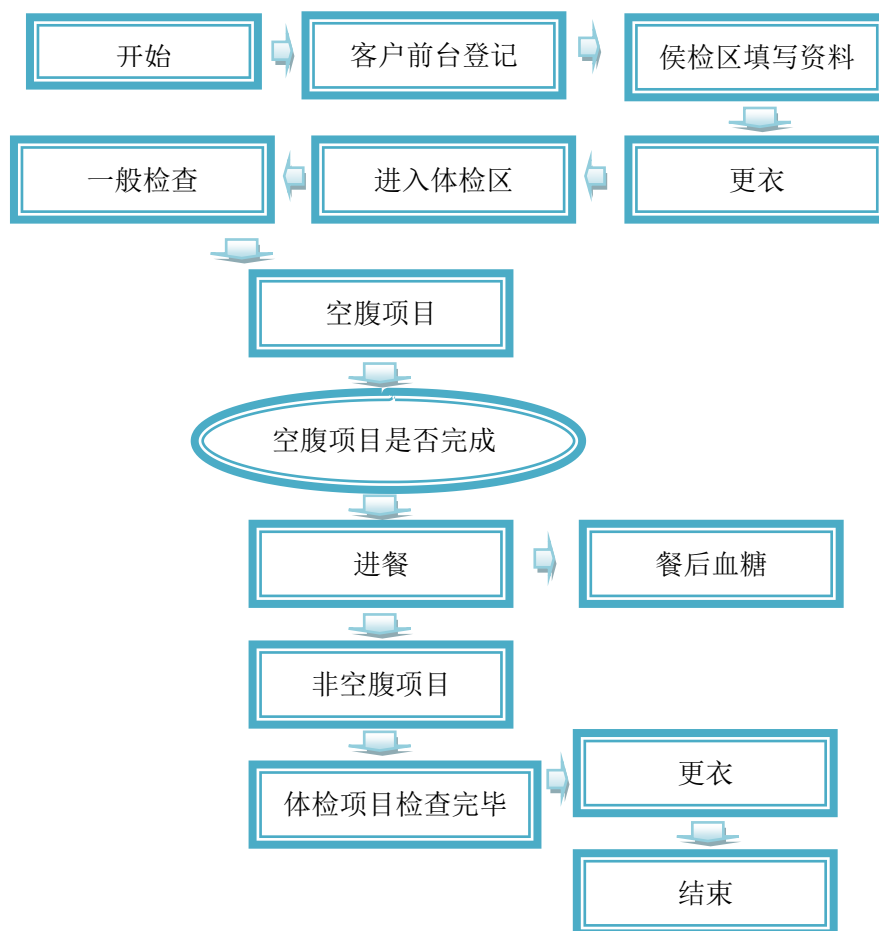 开始
客户前台登记
侯检区填写资料
更衣
进入体检区
一般检查
空腹项目
空腹项目是否完成
进餐
餐后血糖
非空腹项目
体检项目检查完毕
更衣
结束